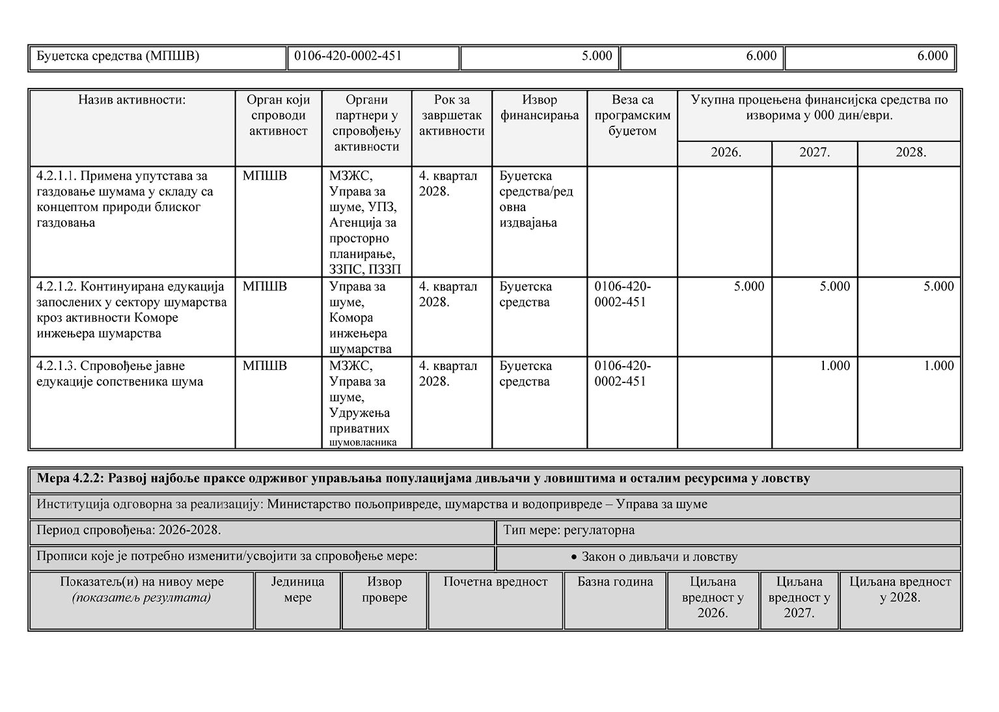 Буџетска средства (МПШВ) 0106-420-0002-451 5.000 6.000 6.000
Назив активности: Орган који Органи Рок за Извор Веза са Укупна процењена финансијска средства по
спроводи партнери у завршетак финансирања програмским изворима у 000 дин/еври.
активност спровођењу активности буџетом
активности 2026. 2027. 2028.
4.2.1.1. Примена упутстава за МПШВ МЗЖС, 4. квартал Буџетска
газдовање шумама у складу са Управа за 2028. средства/ред
концептом природи блиског шуме, УПЗ, овна
газдовања Агенција за издвајања
просторно
планирање,
ЗЗПС, ПЗЗП
4.2.1.2. Континуирана едукација МПШВ Управа за 4. квартал Буџетска 0106-420- 5.000 5.000 5.000
запослених у сектору шумарства шуме, 2028. средства 0002-451
кроз активности Коморе Комора
инжењера шумарства инжењера
шумарства
4.2.1.3. Спровођење јавне МПШВ МЗЖС, 4. квартал Буџетска 0106-420- 1.000 1.000
едукације сопственика шума Управа за 2028. средства 0002-451
шуме,
Удружења
приватних
шумовласника
Мера 4.2.2: Развој најбоље праксе одрживог управљања популацијама дивљачи у ловиштима и осталим ресурсима у ловству
Институција одговорна за реализацију: Министарство пољопривреде, шумарства и водопривреде – Управа за шуме
Период спровођења: 2026-2028. Тип мере: регулаторна
Прописи које је потребно изменити/усвојити за спровођење мере: • Закон о дивљачи и ловству
Показатељ(и) на нивоу мере Јединица Извор Почетна вредност Базна година Циљана Циљана Циљана вредност
(показатељ резултата) мере провере вредност у вредност у у 2028.
2026. 2027.